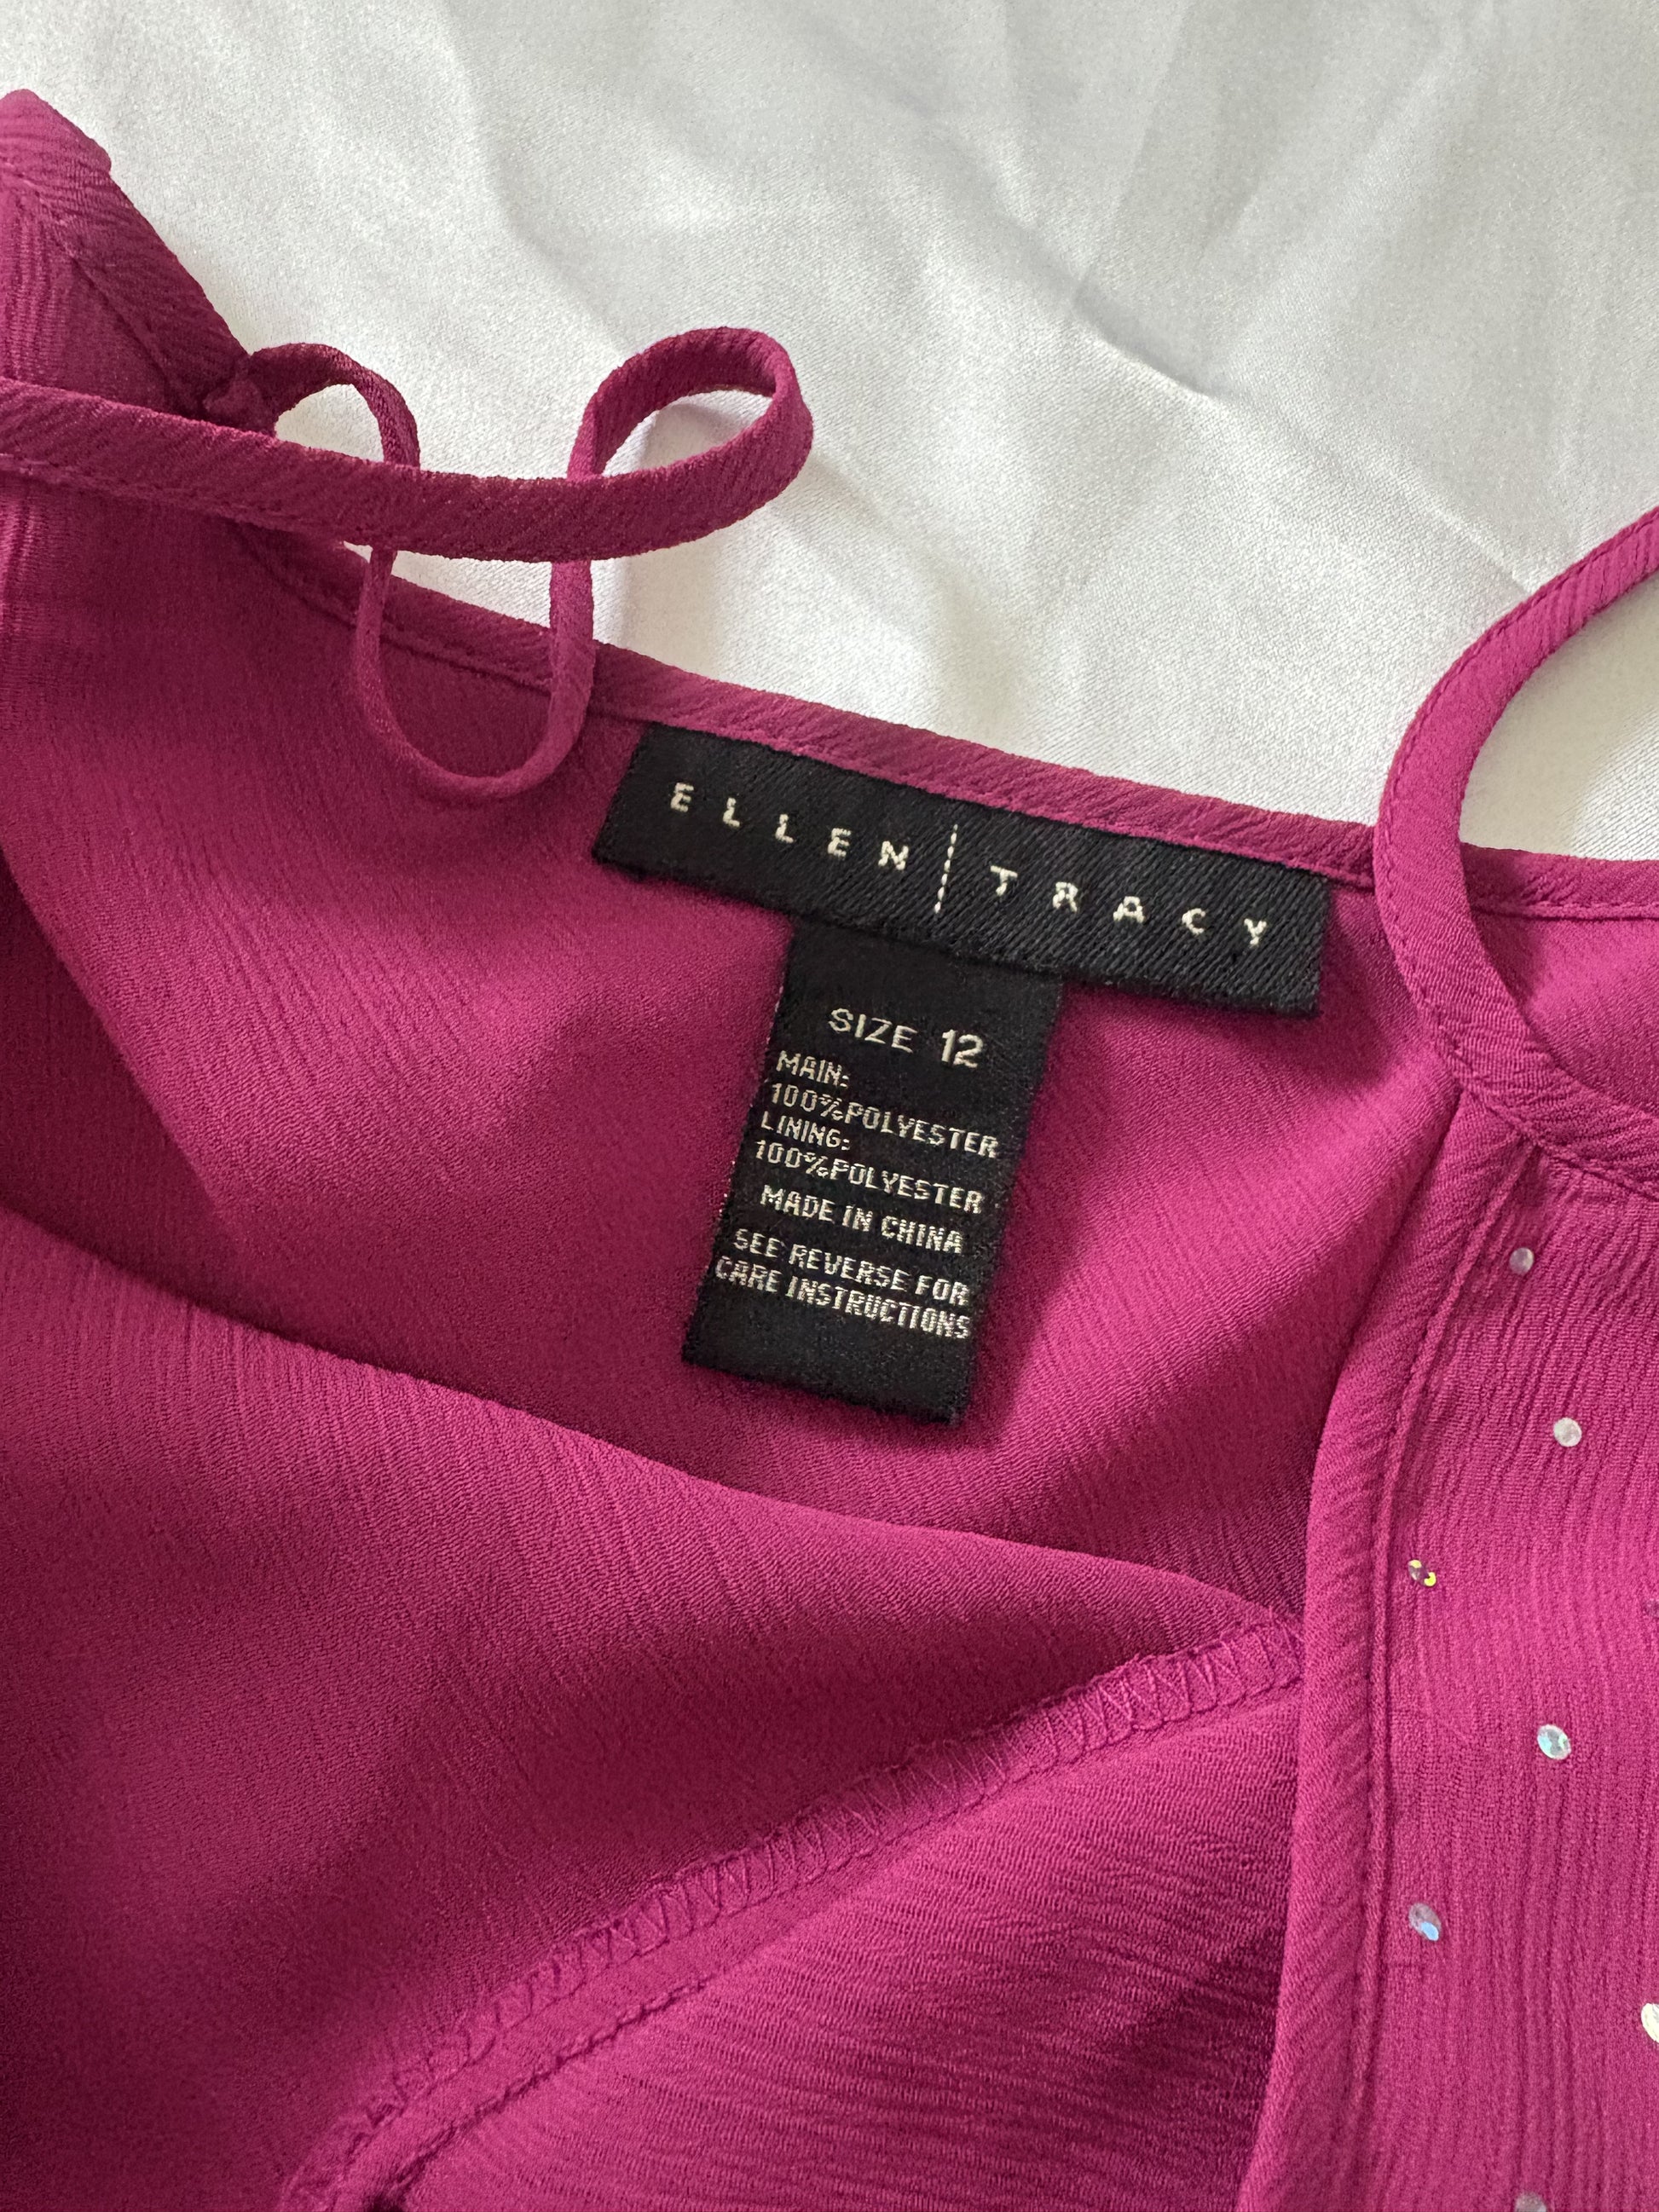 ELLEN|TRACY
SIZE 12
MAIN:
100%POLYESTER
LINING:
100%POLYESTER
MADE IN CHINA
SEE REVERSE FOR
CARE INSTRUCTIONS